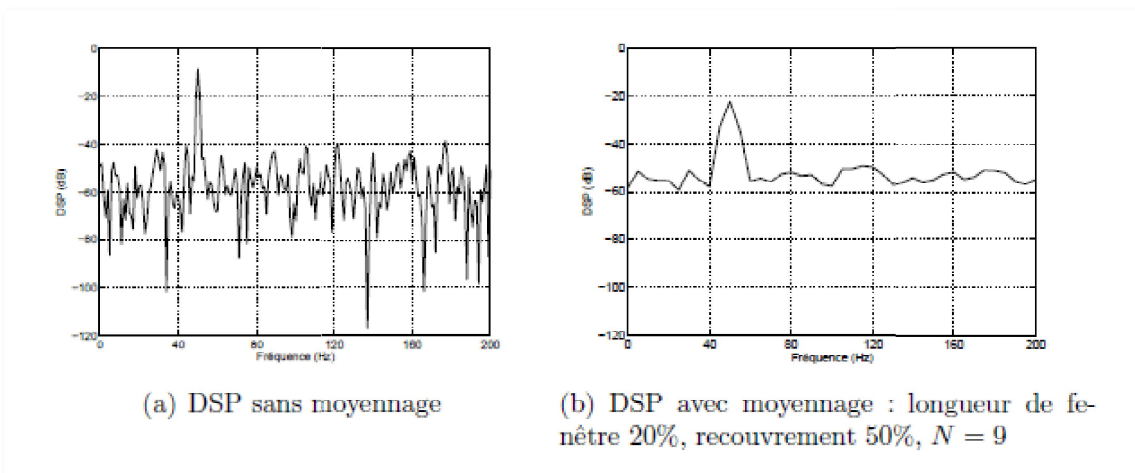 0
−20
−40
−60
−80
−100
−120
DSP (dB)
0 40 80 120 160 200
Fréquence (Hz)
(a) DSP sans moyennage
0
−20
−40
−60
−80
−100
−120
DSP (dB)
0 40 80 120 160 200
Fréquence (Hz)
(b) DSP avec moyennage : longueur de fe-
nêtre 20%, recouvrement 50%, N = 9